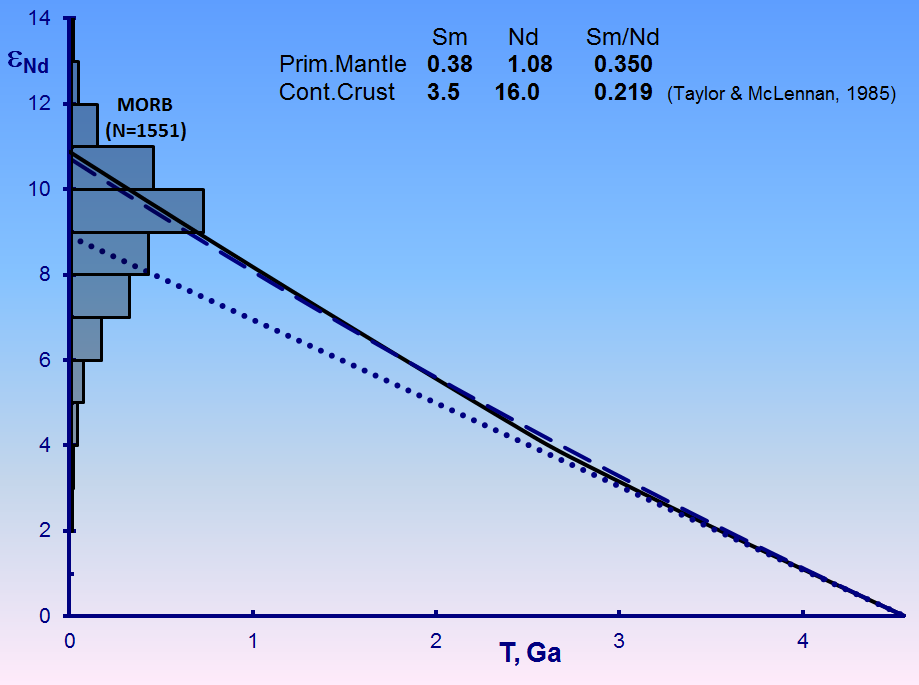 14
εNd
12
10
8
6
4
2
0
MORB
(N=1551)
Sm Nd Sm/Nd
Prim.Mantle 0.38 1.08 0.350
Cont.Crust 3.5 16.0 0.219 (Taylor & McLennan, 1985)
0 1 2 3 4
T, Ga